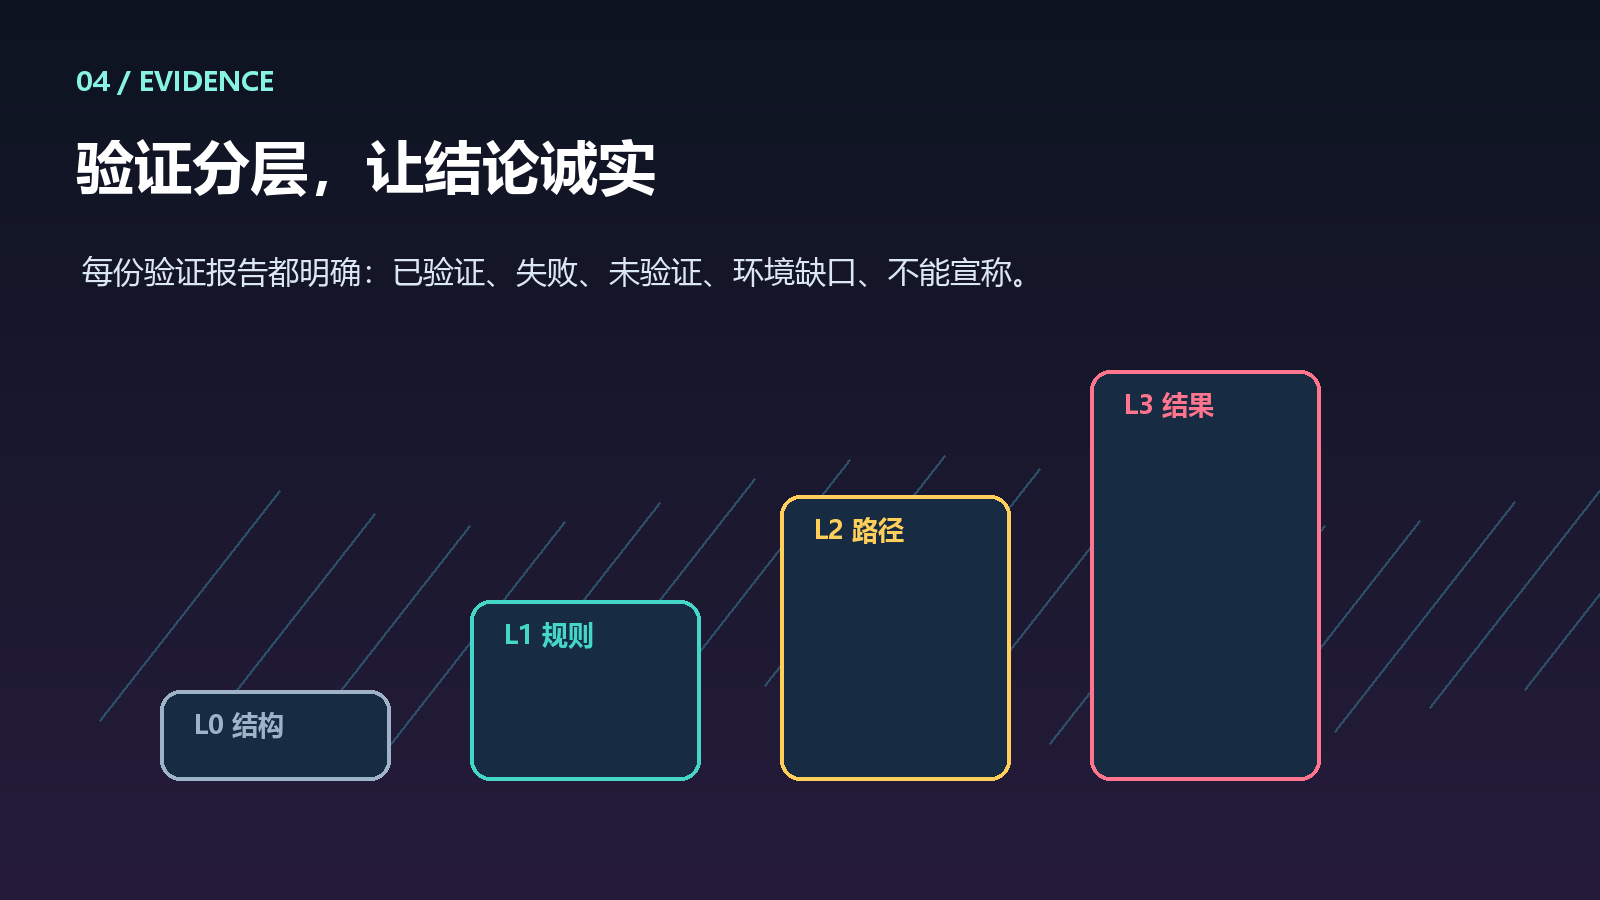 04 / EVIDENCE
验证分层，让结论诚实
每份验证报告都明确：已验证、失败、未验证、环境缺口、不能宣称。
L3 结果
L2 路径
L1 规则
L0 结构